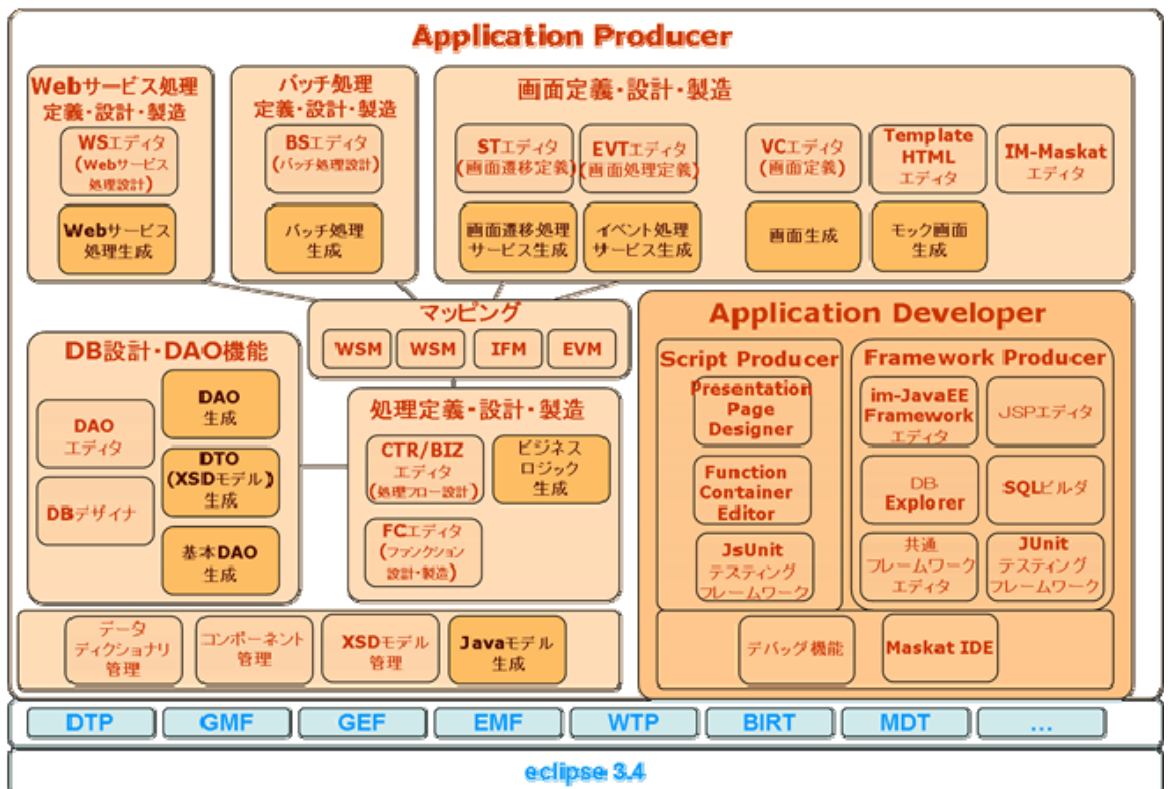 Application Producer
Webサービス処理
定義・設計・製造
WSエディタ
(Webサービス
処理設計)
Webサービス
処理生成
バッチ処理
定義・設計・製造
BSエディタ
(バッチ処理設計)
バッチ処理
生成
画面定義・設計・製造
STエディタ
(画面遷移定義)
EVTエディタ
(画面処理定義)
VCエディタ
(画面定義)
Template
HTML
エディタ
IM-Maskat
エディタ
画面遷移処理
サービス生成
イベント処理
サービス生成
画面生成
モック画面
生成
マッピング
WSM
WSM
IFM
EVM
DB設計・DAO機能
DAO
エディタ
DBデザイナ
DAO
生成
DTO
(XSDモデル)
生成
基本DAO
生成
処理定義・設計・製造
CTR/BIZ
エディタ
(処理フロー設計)
ビジネス
ロジック
生成
FCエディタ
(ファンクション
設計・製造)
Application Developer
Script Producer
Presentation
Page
Designer
Function
Container
Editor
JsUnit
テスティング
フレームワーク
Framework Producer
im-JavaEE
Framework
エディタ
JSPエディタ
DB
Explorer
SQLビルダ
共通
フレームワーク
エディタ
JUnit
テスティング
フレームワーク
データ
ディクショナリ
管理
コンポーネント
管理
XSDモデル
管理
Javaモデル
生成
デバッグ機能
Maskat IDE
DTP
GMF
GEF
EMF
WTP
BIRT
MDT
...
eclipse 3.4